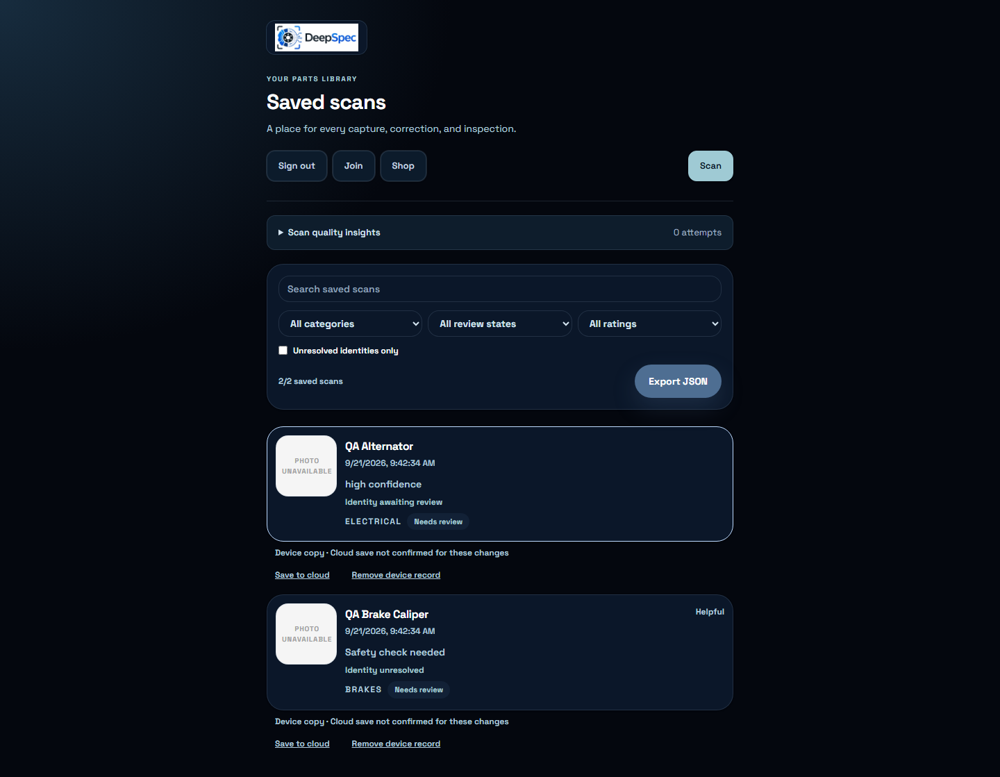 DeepSpec
YOUR PARTS LIBRARY
Saved scans
A place for every capture, correction, and inspection.
Sign out
Join
Shop
Scan
Scan quality insights
0 attempts
Search saved scans
All categories
All review states
All ratings
Unresolved identities only
2/2 saved scans
Export JSON
PHOTO
UNAVAILABLE
QA Alternator
9/21/2026, 9:42:34 AM
high confidence
Identity awaiting review
ELECTRICAL
Needs review
Device copy · Cloud save not confirmed for these changes
Save to cloud
Remove device record
PHOTO
UNAVAILABLE
QA Brake Caliper
Helpful
9/21/2026, 9:42:34 AM
Safety check needed
Identity unresolved
BRAKES
Needs review
Device copy · Cloud save not confirmed for these changes
Save to cloud
Remove device record